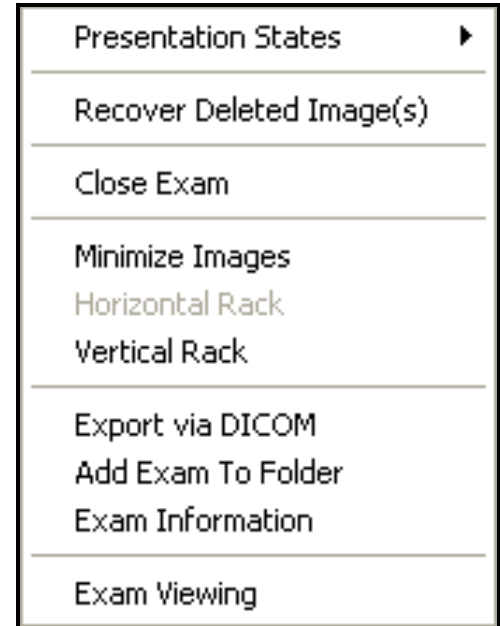 Presentation States
Recover Deleted Image(s)
Close Exam
Minimize Images
Horizontal Rack
Vertical Rack
Export via DICOM
Add Exam To Folder
Exam Information
Exam Viewing